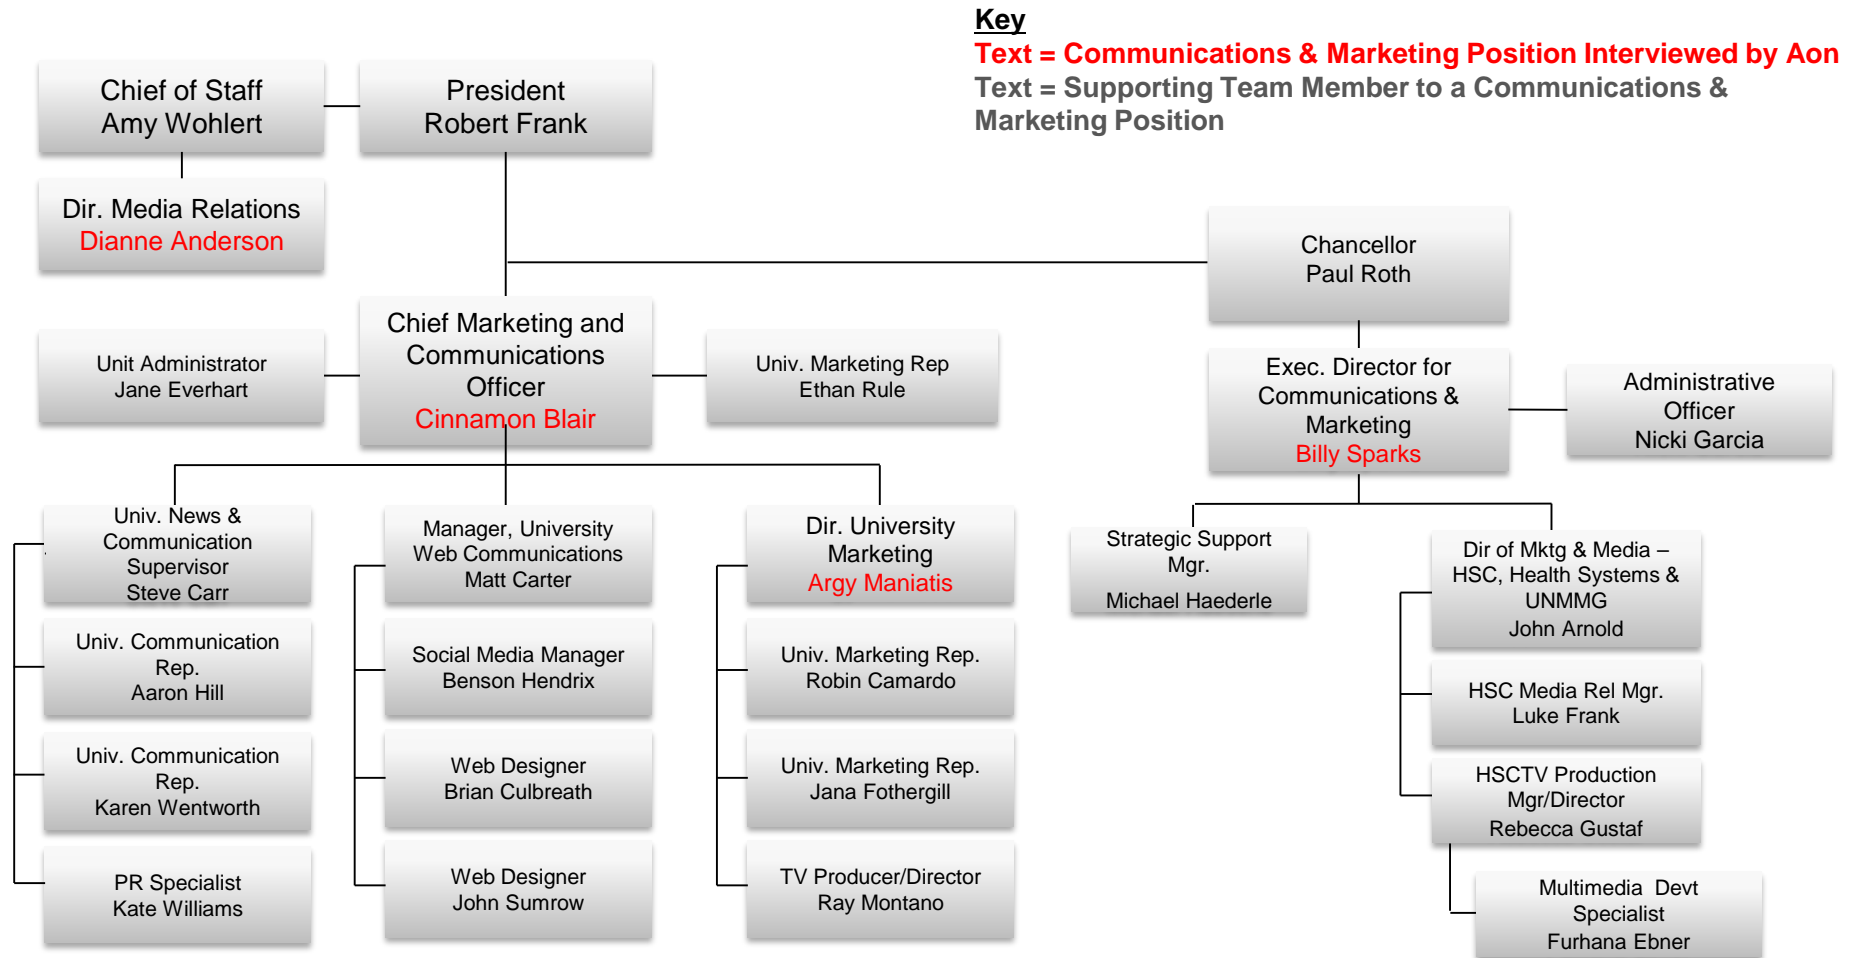 Key
Text = Communications & Marketing Position Interviewed by Aon
Text = Supporting Team Member to a Communications &
Marketing Position
Chief of Staff
Amy Wohlert
President
Robert Frank
Dir. Media Relations
Dianne Anderson
Chancellor
Paul Roth
Chief Marketing and
Communications
Officer
Cinnamon Blair
Unit Administrator
Jane Everhart
Univ. Marketing Rep
Ethan Rule
Exec. Director for
Communications &
Marketing
Billy Sparks
Administrative
Officer
Nicki Garcia
Univ. News &
Communication
Supervisor
Steve Carr
Univ. Communication
Rep.
Aaron Hill
Univ. Communication
Rep.
Karen Wentworth
PR Specialist
Kate Williams
Manager, University
Web Communications
Matt Carter
Social Media Manager
Benson Hendrix
Web Designer
Brian Culbreath
Web Designer
John Sumrow
Dir. University
Marketing
Argy Maniatis
Univ. Marketing Rep.
Robin Camardo
Univ. Marketing Rep.
Jana Fothergill
TV Producer/Director
Ray Montano
Strategic Support
Mgr.
Michael Haederle
Dir of Mktg & Media –
HSC, Health Systems &
UNMMG
John Arnold
HSC Media Rel Mgr.
Luke Frank
HSCTV Production
Mgr/Director
Rebecca Gustaf
Multimedia Devt
Specialist
Furhana Ebner